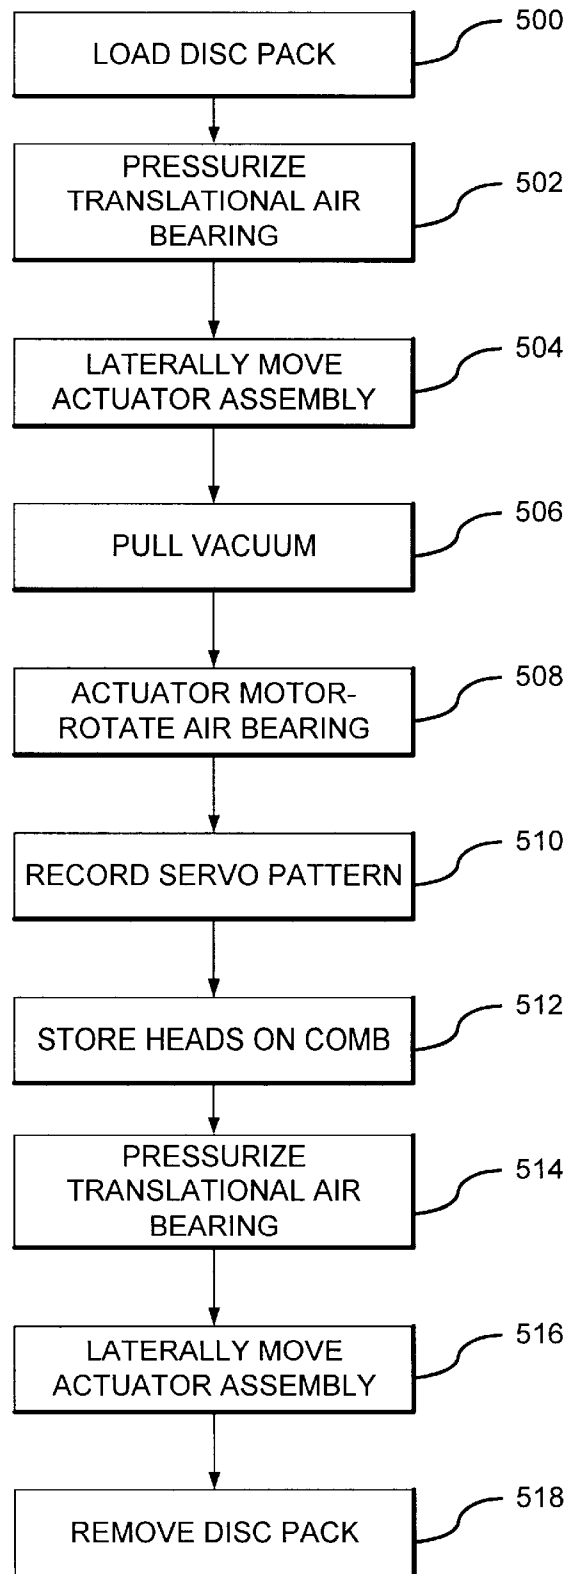 500
LOAD DISC PACK
PRESSURIZE
TRANSLATIONAL AIR
BEARING
502
LATERALLY MOVE
ACTUATOR ASSEMBLY
504
PULL VACUUM
506
ACTUATOR MOTOR-
ROTATE AIR BEARING
508
RECORD SERVO PATTERN
510
STORE HEADS ON COMB
512
PRESSURIZE
TRANSLATIONAL AIR
BEARING
514
LATERALLY MOVE
ACTUATOR ASSEMBLY
516
REMOVE DISC PACK
518